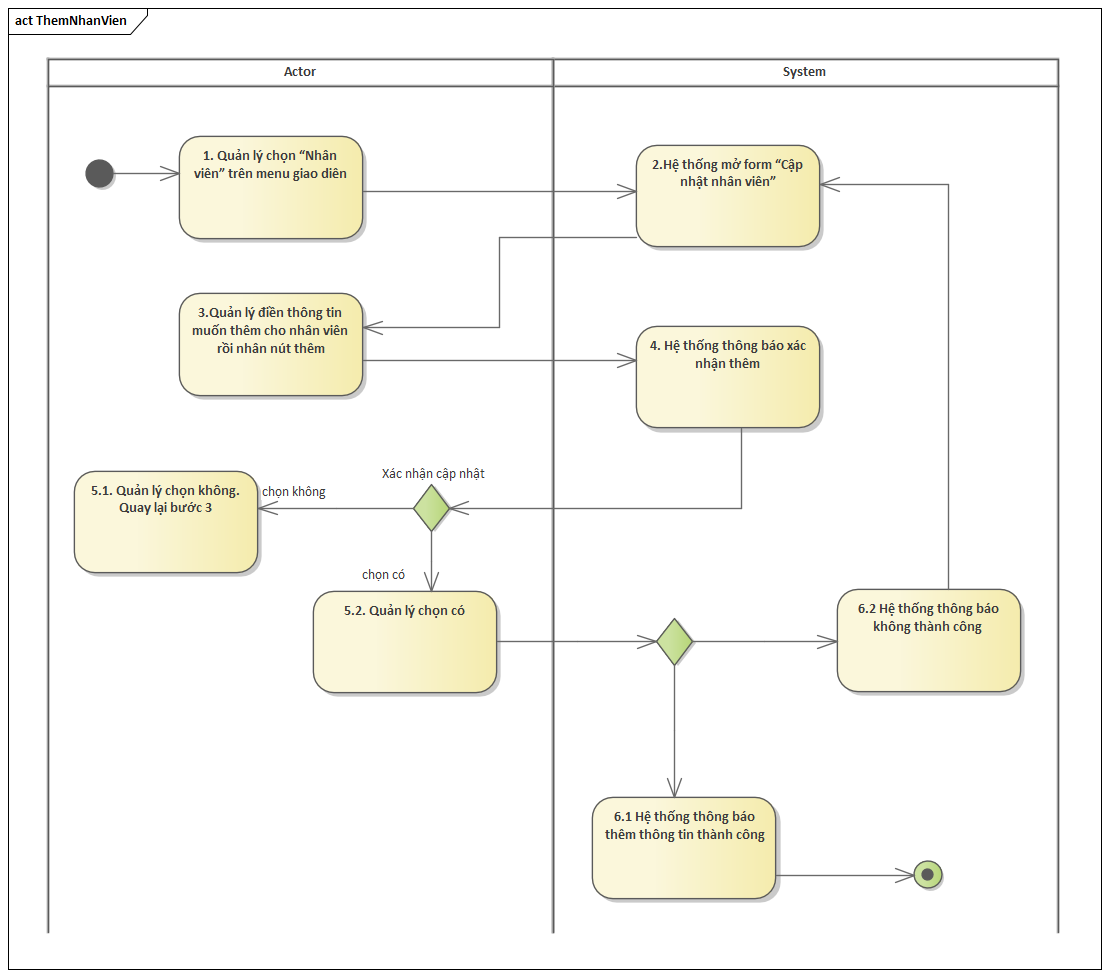 act ThemNhanVien
Actor
System
1. Quản lý chọn “Nhân
viên” trên menu giao diên
2.Hệ thống mở form “Cập
nhật nhân viên”
3.Quản lý điền thông tin
muốn thêm cho nhân viên
rồi nhân nút thêm
4. Hệ thống thông báo xác
nhận thêm
Xác nhận cập nhật
5.1. Quản lý chọn không.
Quay lại bước 3
chọn không
chọn có
5.2. Quản lý chọn có
6.2 Hệ thống thông báo
không thành công
6.1 Hệ thống thông báo
thêm thông tin thành công